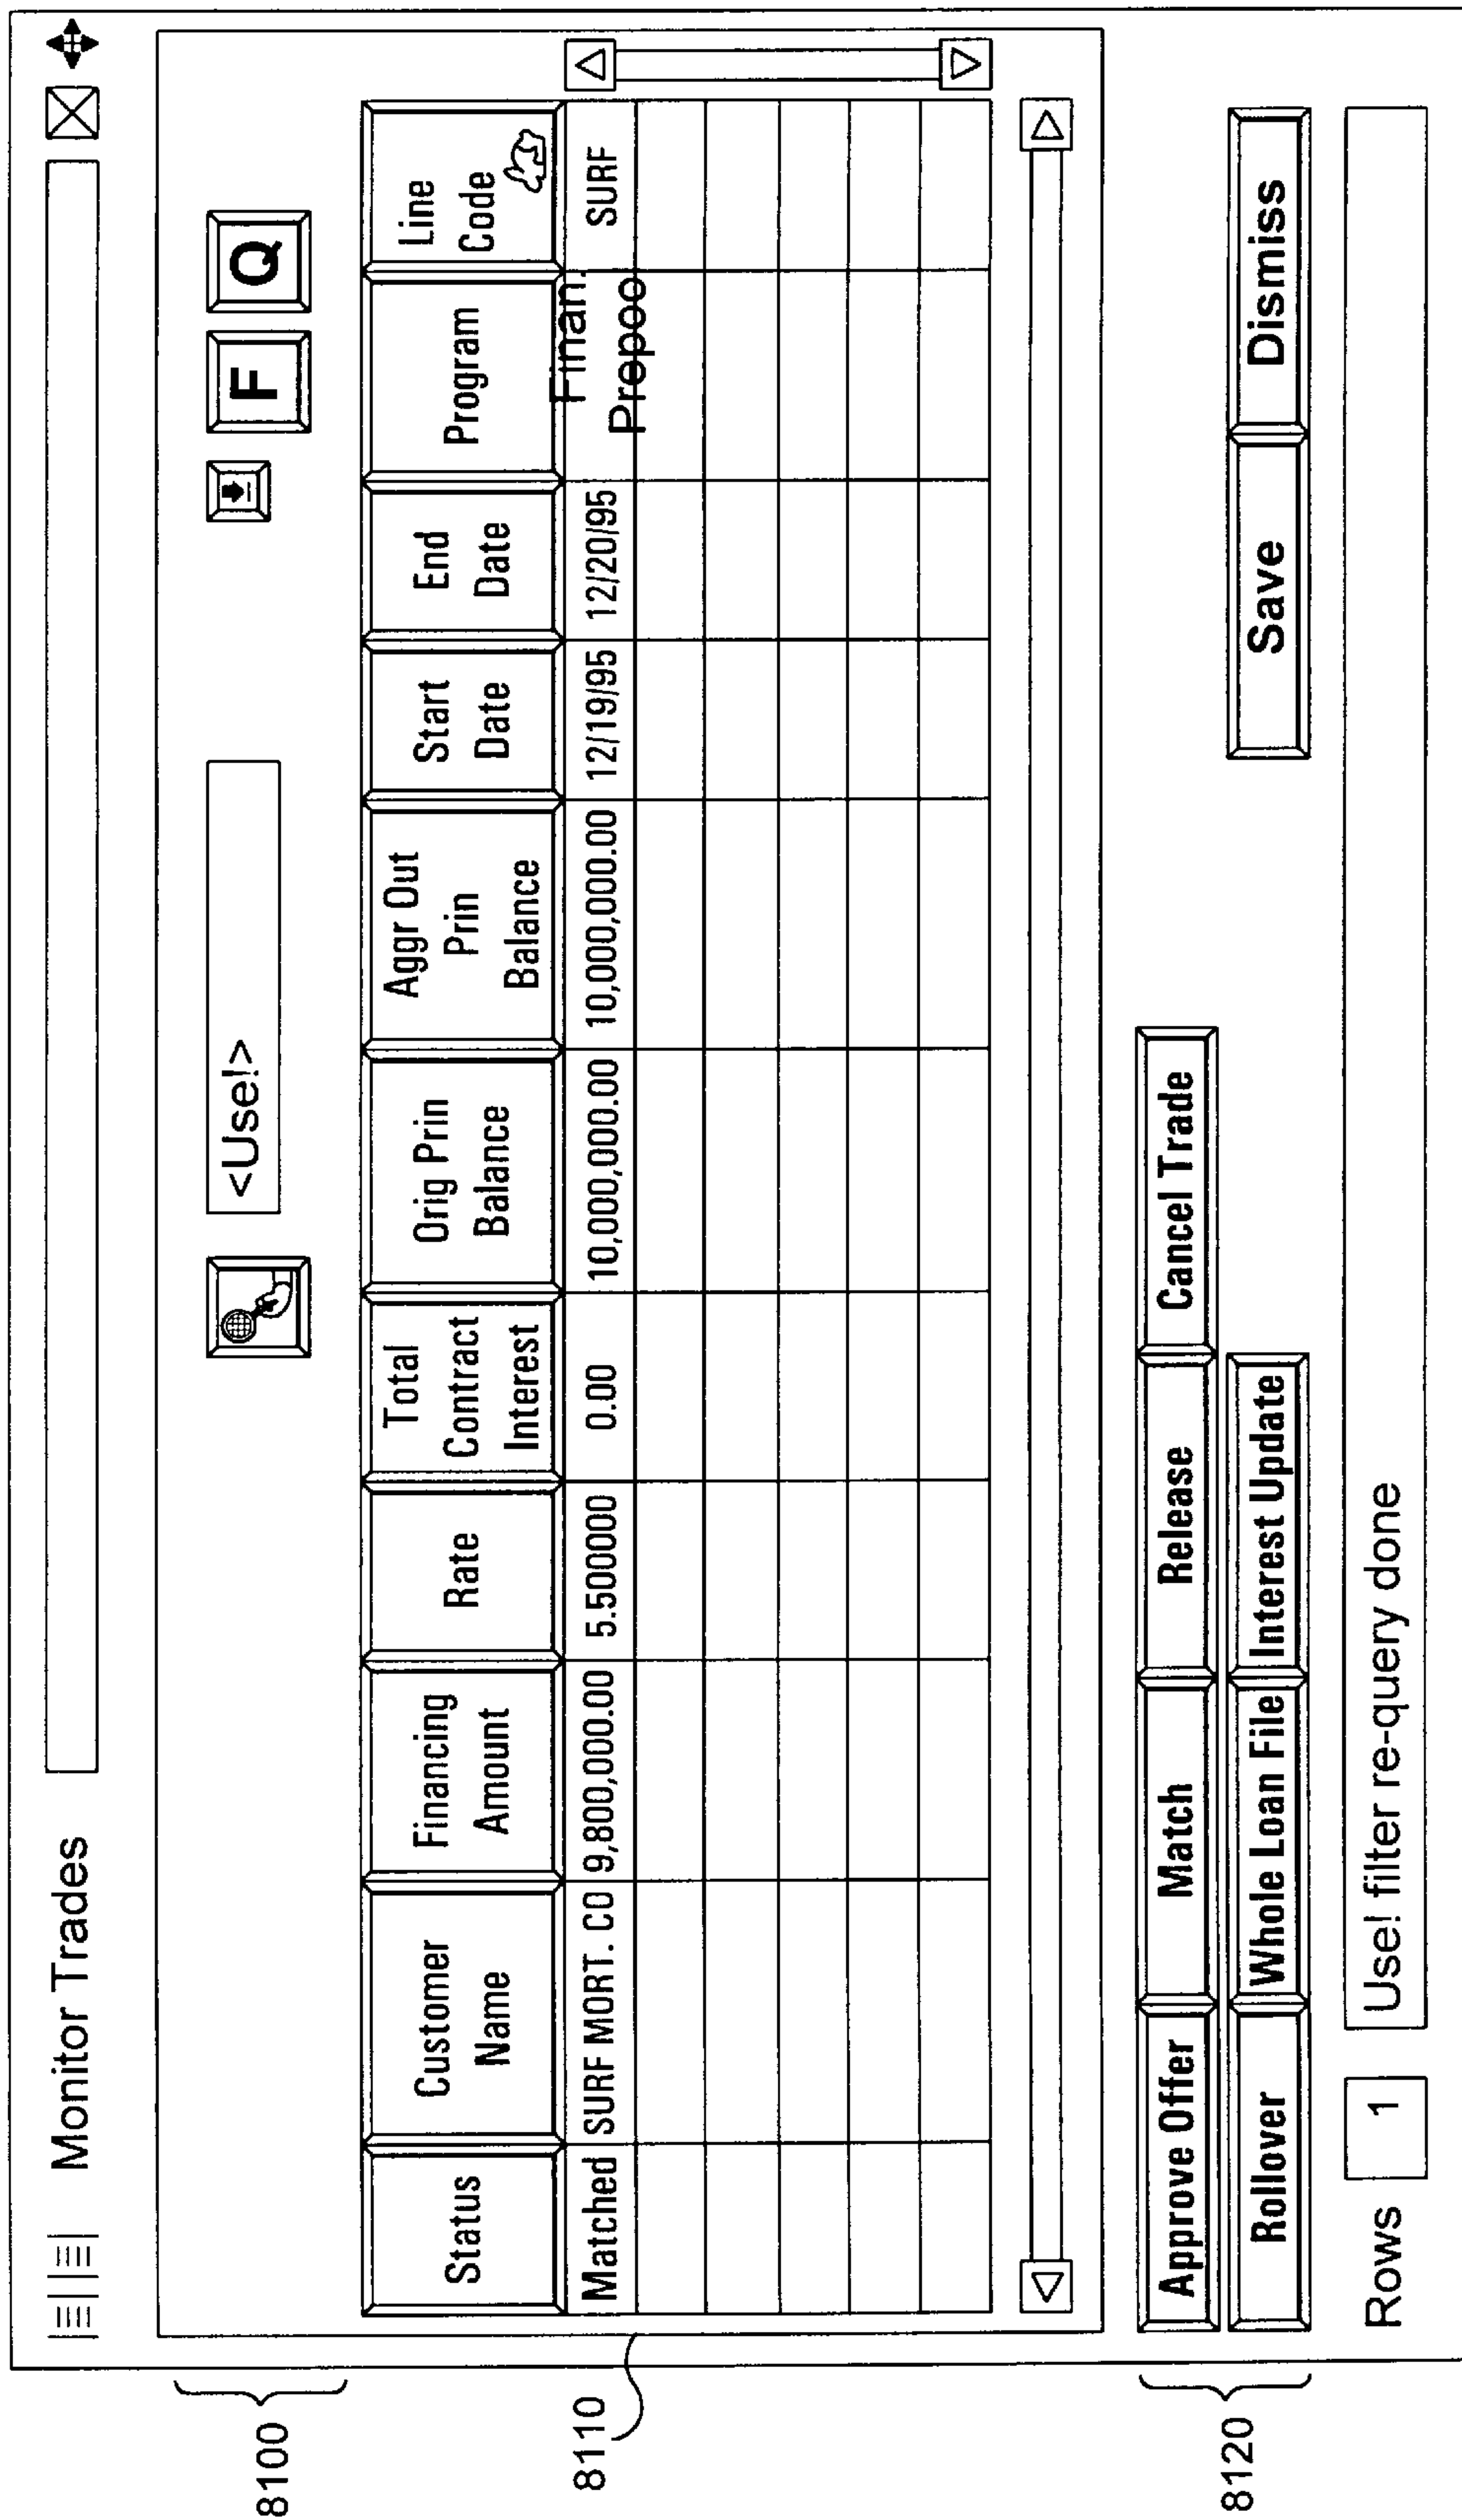 Monitor Trades
8100
<Use!>
F Q
Status Customer Name Financing Amount Rate Total Contract Interest Orig Prin Balance Aggr Out Prin Balance Start Date End Date Program Line Code
8110
Matched SURF MORT. CO 9,800,000.00 5.500000 0.00 10,000,000.00 10,000,000.00 12/19/95 12/20/95 Finan. Prepoo SURF
8120
Approve Offer Match Release Cancel Trade
Rollover Whole Loan File Interest Update Save Dismiss
Rows 1 Use! filter re-query done